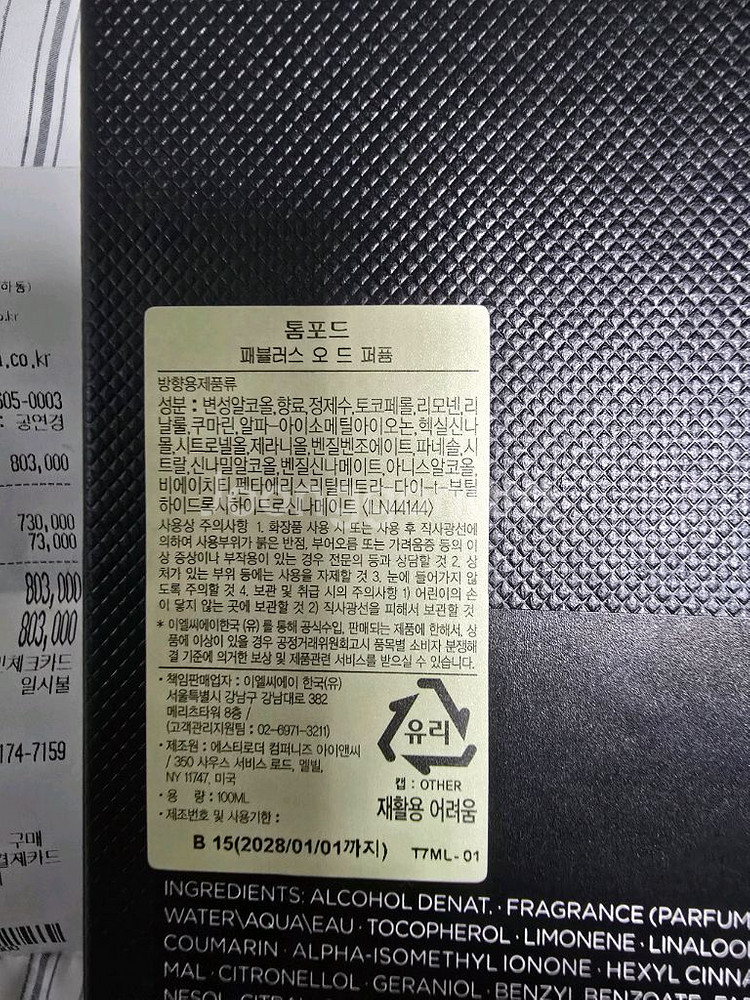 하동)
.co.kr
605-0003
: 공연경
803,000
730,000
73,000
803,000
803,000
체크카드
일시불
174-7159
구매
결제카드
톰포드
패블러스 오 드 퍼퓸
방향용제품류
성분 : 변성알코올,향료,정제수,토코페롤,리모넨,리
날룰,쿠마린,알파-아이소메틸아이오논,헥실신나
몰,시트로넬올,제라니올,벤질벤조에이트,파네솔,시
트랄,신나밀알코올,벤질신나메이트,아니스알코올,
비에이치티,펜타에리스리틸테트라-다이-t-부틸
하이드록시하이드로신나메이트 <ILN44144>
사용상 주의사항 1. 화장품 사용 시 또는 사용 후 직사광선에
의하여 사용부위가 붉은 반점, 부어오름 또는 가려움증 등의 이
상 증상이나 부작용이 있는 경우 전문의 등과 상담할 것 2. 상
처가 있는 부위 등에는 사용을 자제할 것 3. 눈에 들어가지 않
도록 주의할 것 4. 보관 및 취급 시의 주의사항 1) 어린이의 손
이 닿지 않는 곳에 보관할 것 2) 직사광선을 피해서 보관할 것
* 이엘씨에이한국 (유) 를 통해 공식수입, 판매되는 제품에 한해서, 상
품에 이상이 있을 경우 공정거래위원회고시 품목별 소비자 분쟁해
결 기준에 의거한 보상 및 제품관련 서비스를 받으실 수 있습니다.
• 책임판매업자 : 이엘씨에이 한국(유)
서울특별시 강남구 강남대로 382
메리츠타워 8층 /
(고객관리지원팀 : 02-6971-3211)
• 제조원 : 에스티로더 컴퍼니즈 아이앤씨
/ 350 사우스 서비스 로드, 멜빌,
NY 11747, 미국
• 용 량 : 100ML
• 제조번호 및 사용기한 :
유리
캡 : OTHER
재활용 어려움
B 15(2028/01/01까지)
T7ML-01
INGREDIENTS: ALCOHOL DENAT. · FRAGRANCE (PARFUM
WATER\AQUA\EAU · TOCOPHEROL · LIMONENE · LINALOO
COUMARIN · ALPHA-ISOMETHYL IONONE · HEXYL CINNA
MAL · CITRONELLOL · GERANIOL · BENZYL BENZOATE